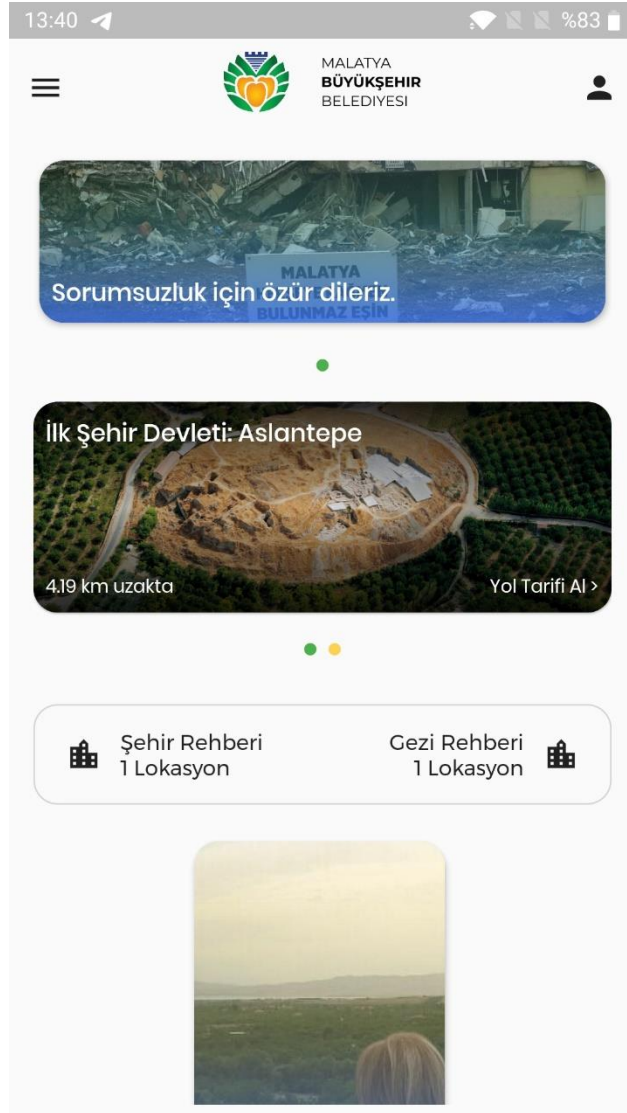 13:40
%83
MALATYA
BÜYÜKŞEHIR
BELEDIYESI
MALATYA
Sorumsuzluk için özür dileriz.
BULUNMAZ EŞİN
İlk Şehir Devleti: Aslantepe
4.19 km uzakta
Yol Tarifi Al >
Şehir Rehberi
1 Lokasyon
Gezi Rehberi
1 Lokasyon